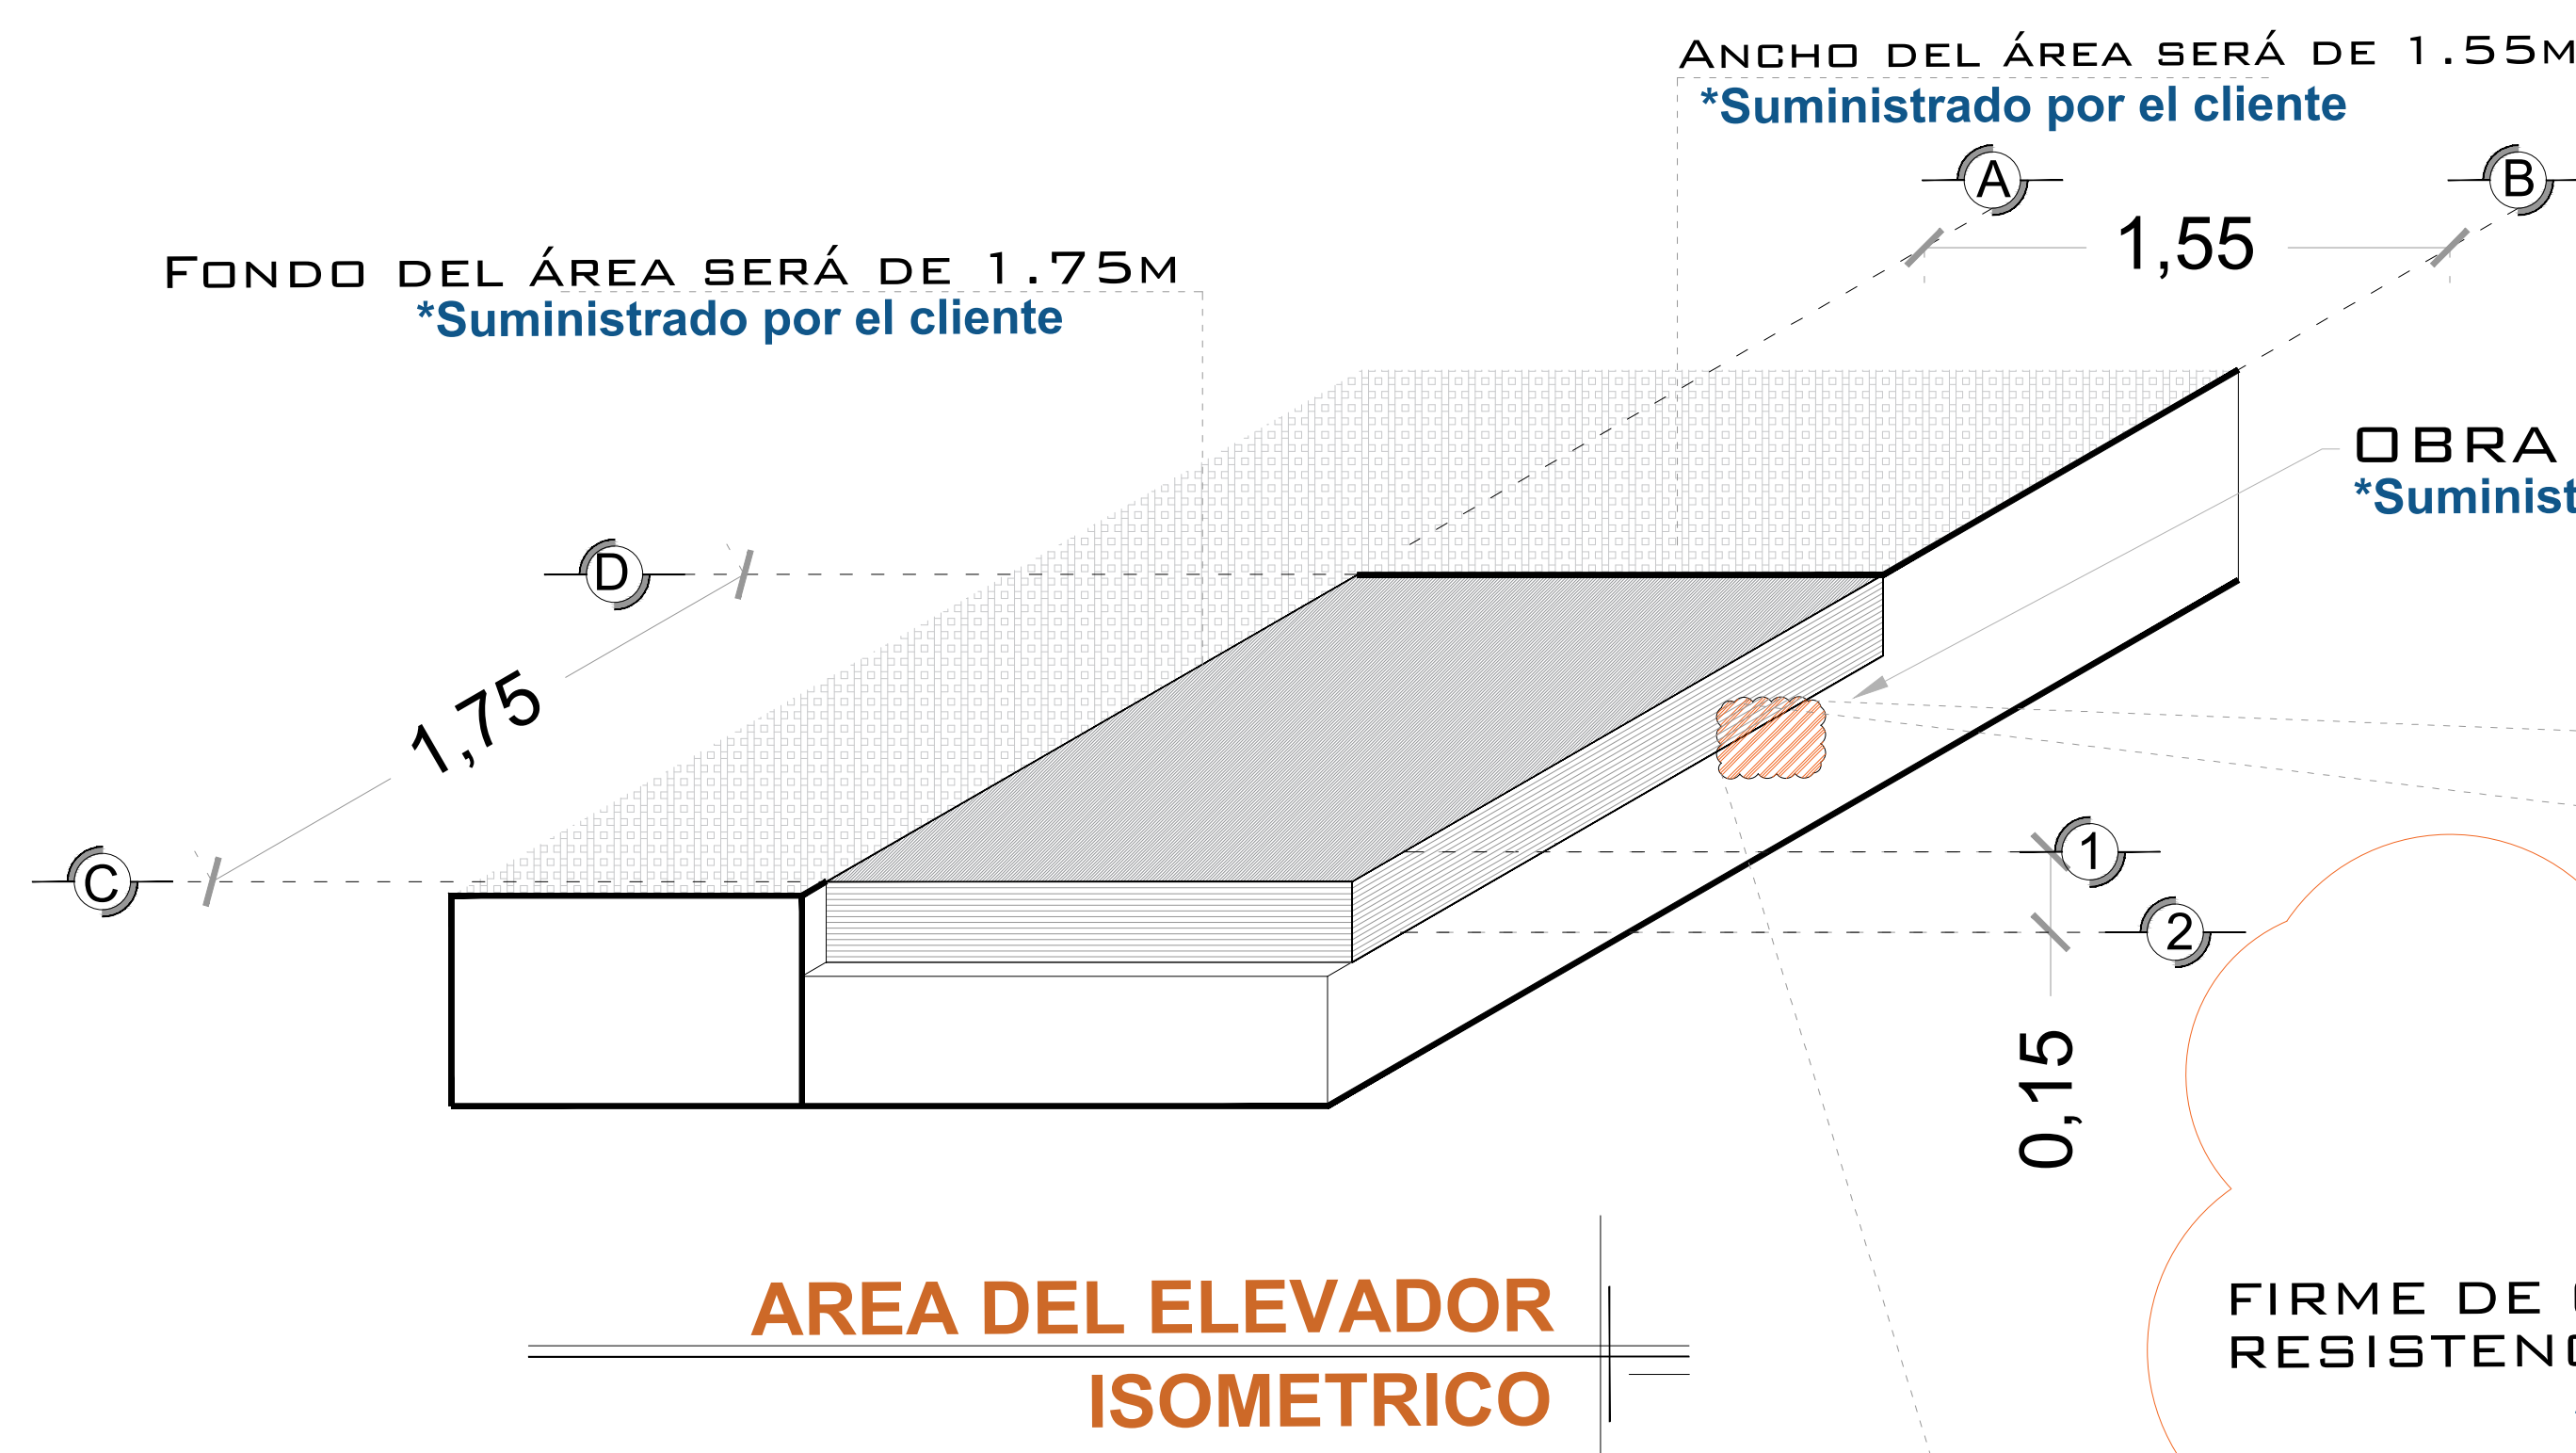 ANCHO DEL ÁREA SERÁ DE 1.55M
*Suministrado por el cliente
A
B
1,55
FONDO DEL ÁREA SERÁ DE 1.75M
*Suministrado por el cliente
OBRA
D
1,75
C
1
2
0,15
AREA DEL ELEVADOR
ISOMETRICO
FIRME DE